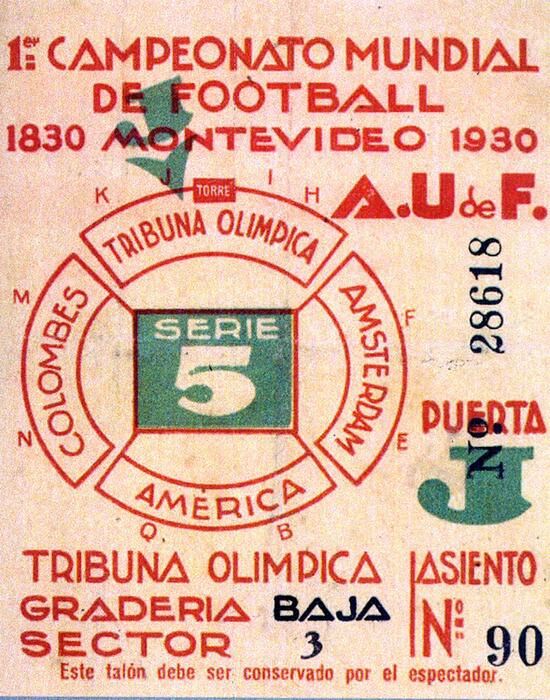 1er CAMPEONATO MUNDIAL
DE FOOTBALL
1830 MONTEVIDEO 1930
A.U de F.
K J I H
TORRE
TRIBUNA OLIMPICA
M
COLOMBES
N
SERIE
5
AMSTERDAM
F
E
AMÉRICA
Q B
Nº. 28618
PUERTA
J
TRIBUNA OLIMPICA
GRADERIA BAJA
SECTOR 3
ASIENTO
Nº 90
Este talón debe ser conservado por el espectador.